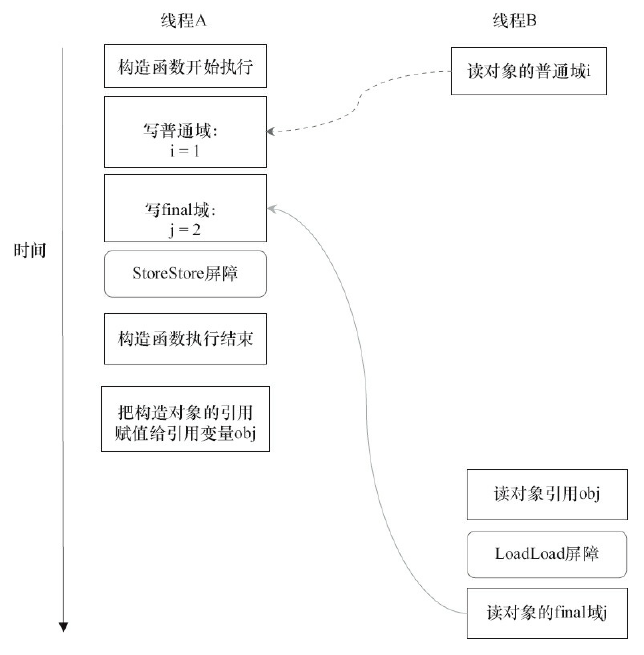 线程A
线程B
构造函数开始执行
读对象的普通域i
写普通域:
i = 1
写final域:
j = 2
时间
StoreStore屏障
构造函数执行结束
把构造对象的引用
赋值给引用变量obj
读对象引用obj
LoadLoad屏障
读对象的final域j